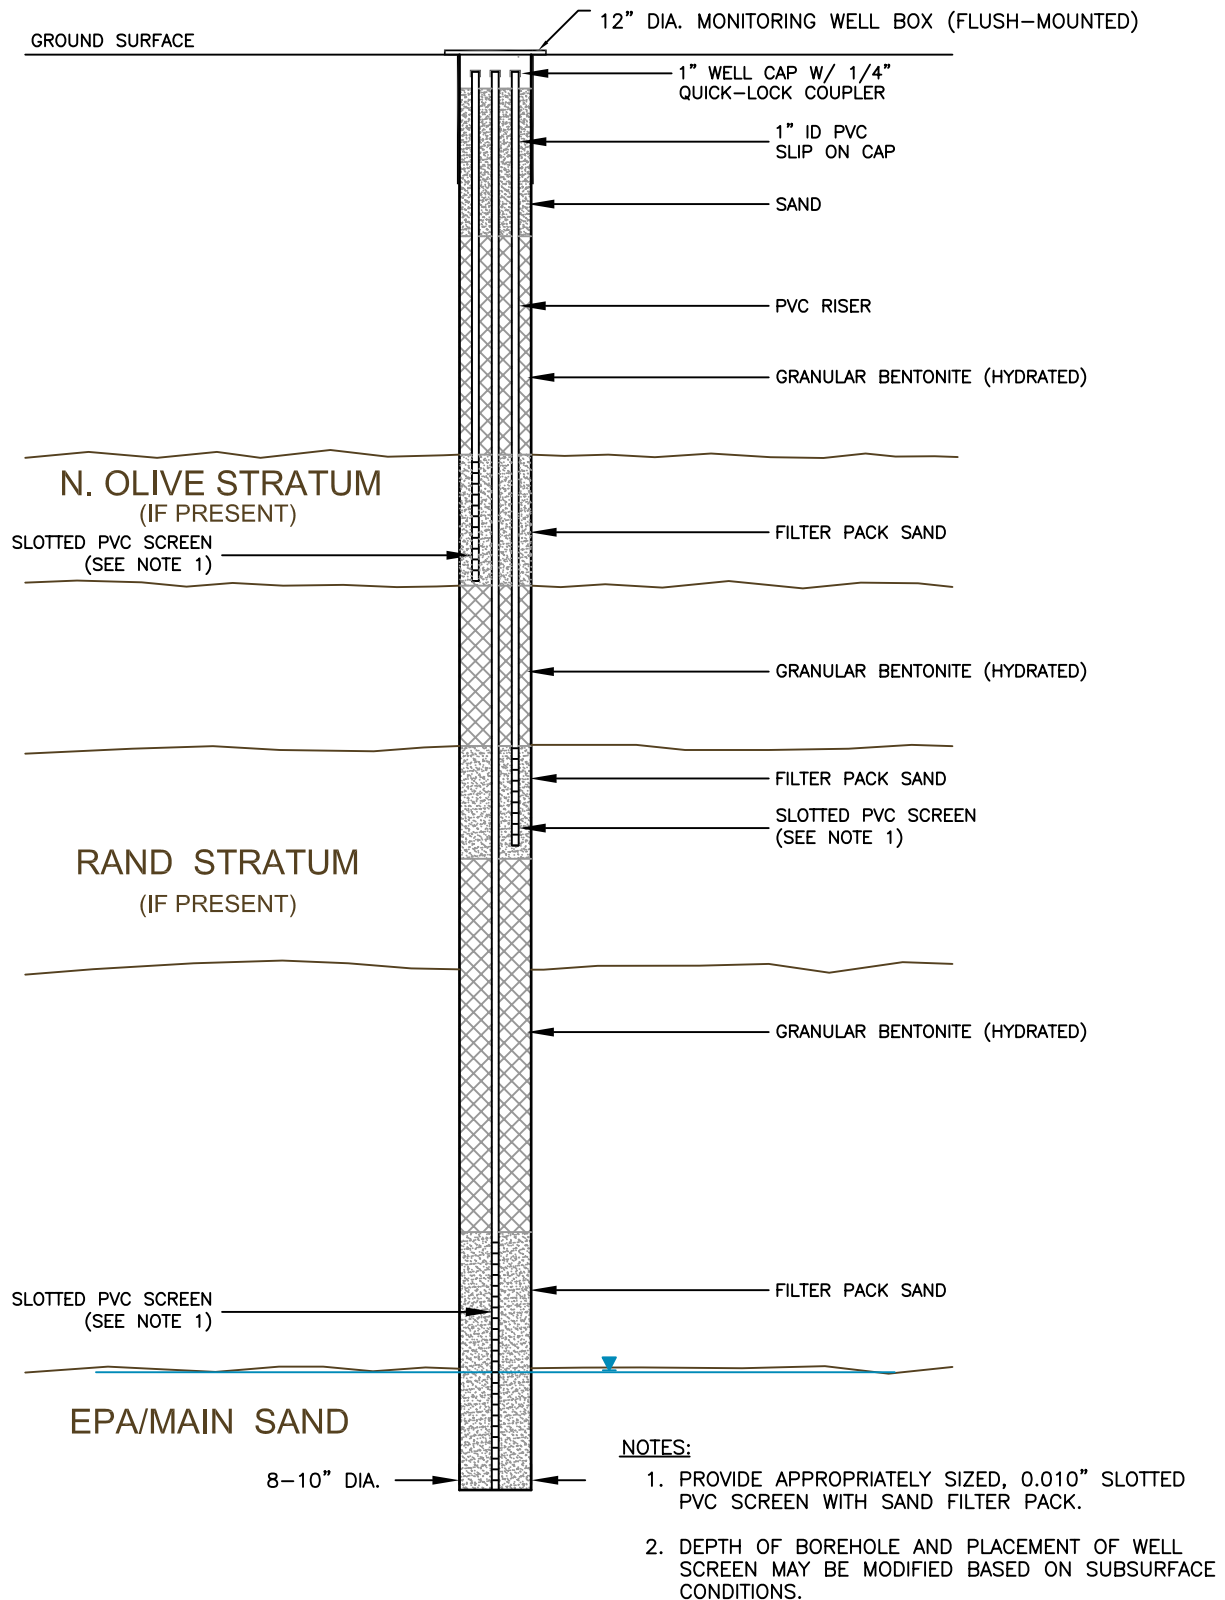 12” DIA. MONITORING WELL BOX (FLUSH–MOUNTED)
GROUND SURFACE
1” WELL CAP W/ 1/4”
QUICK–LOCK COUPLER
1” ID PVC
SLIP ON CAP
SAND
PVC RISER
GRANULAR BENTONITE (HYDRATED)
N. OLIVE STRATUM
(IF PRESENT)
SLOTTED PVC SCREEN
(SEE NOTE 1)
FILTER PACK SAND
GRANULAR BENTONITE (HYDRATED)
FILTER PACK SAND
SLOTTED PVC SCREEN
(SEE NOTE 1)
RAND STRATUM
(IF PRESENT)
GRANULAR BENTONITE (HYDRATED)
FILTER PACK SAND
SLOTTED PVC SCREEN
(SEE NOTE 1)
EPA/MAIN SAND
8–10” DIA.
NOTES:
1. PROVIDE APPROPRIATELY SIZED, 0.010” SLOTTED
PVC SCREEN WITH SAND FILTER PACK.
2. DEPTH OF BOREHOLE AND PLACEMENT OF WELL
SCREEN MAY BE MODIFIED BASED ON SUBSURFACE
CONDITIONS.